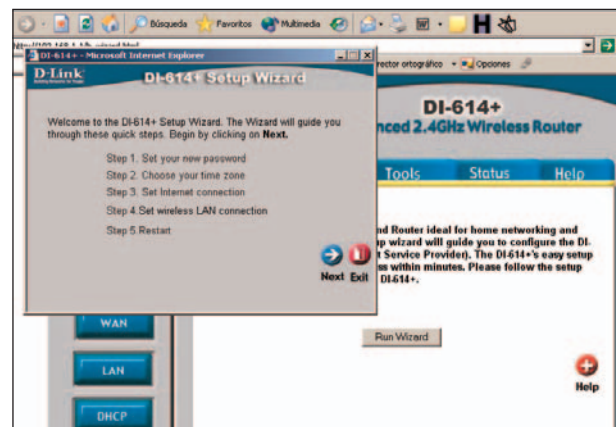 Búsqueda Favoritos Multimedia
DI-614+ - Microsoft Internet Explorer
rector ortográfico Opciones
D-Link
Building Networks for People
DI-614+ Setup Wizard
Welcome to the DI-614+ Setup Wizard. The Wizard will guide you
through these quick steps. Begin by clicking on Next.
Step 1. Set your new password
Step 2. Choose your time zone
Step 3. Set Internet connection
Step 4.Set wireless LAN connection
Step 5.Restart
Next Exit
DI-614+
nced 2.4GHz Wireless Router
Tools Status Help
nd Router ideal for home networking and
up wizard will guide you to configure the DI-
t Service Provider). The DI-614+'s easy setup
ss within minutes. Please follow the setup
DI-614+.
Run Wizard
Help
WAN
LAN
DHCP